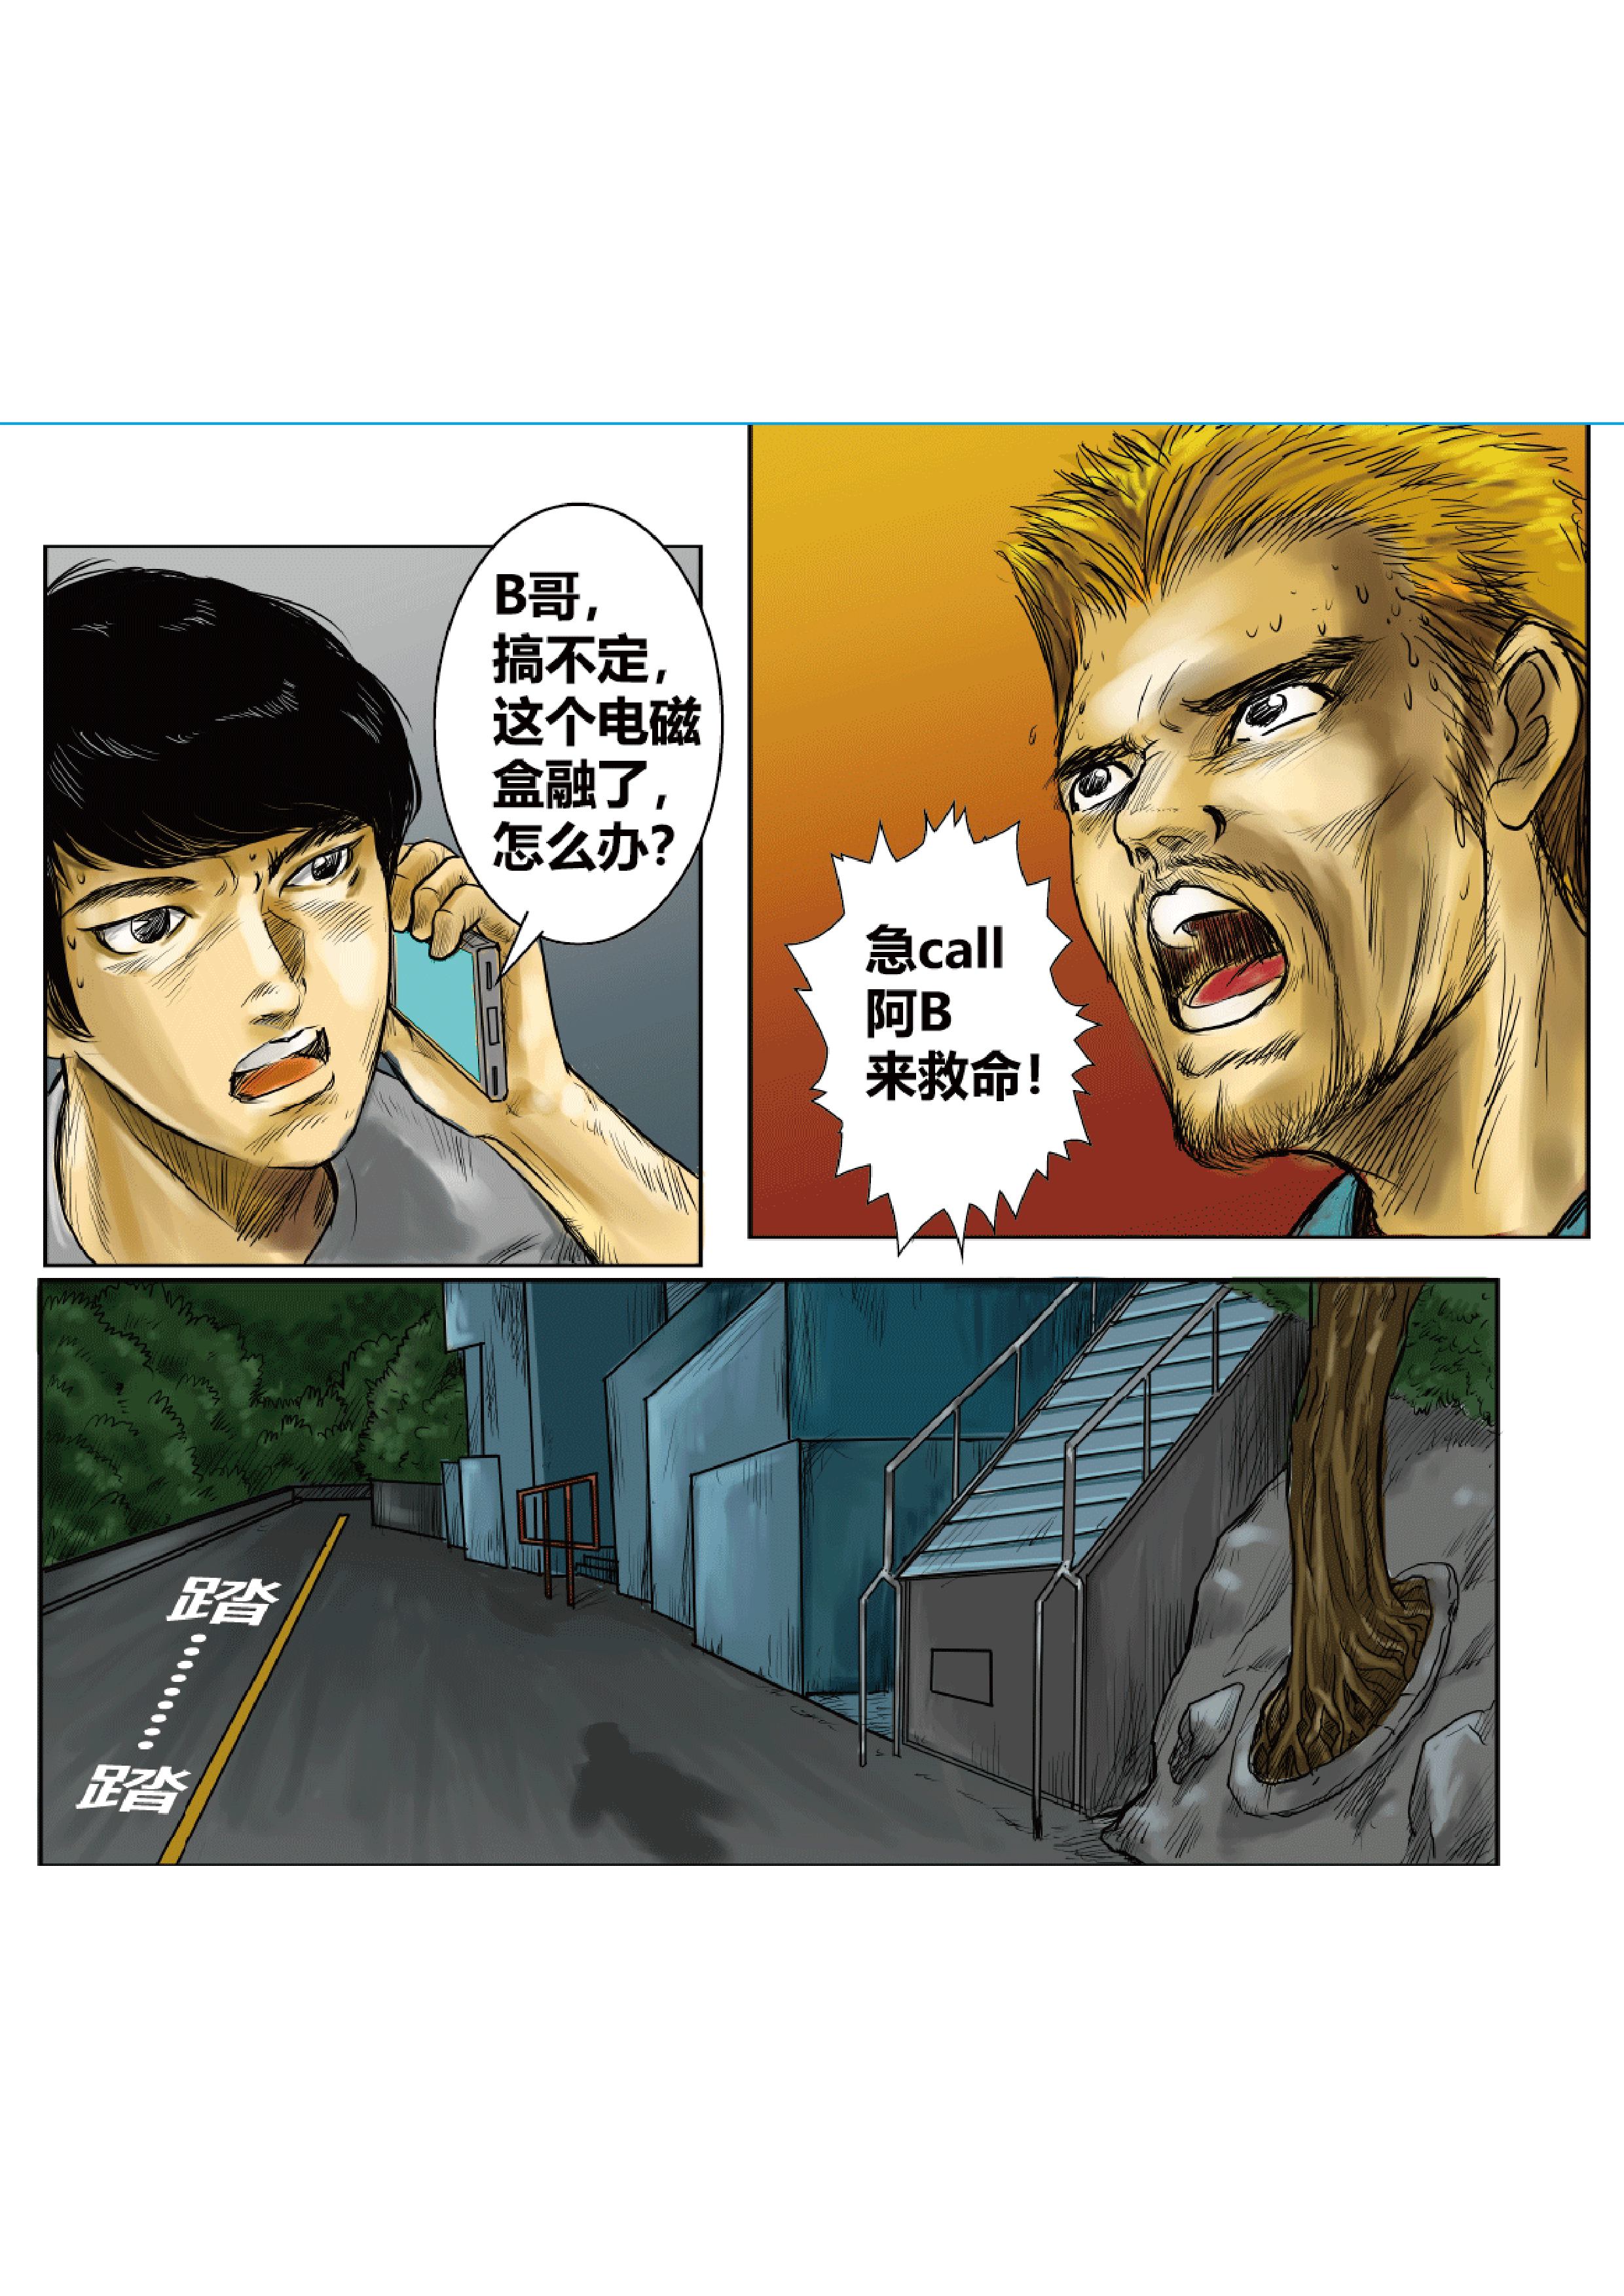 B哥，
搞不定，
这个电磁
盒融了，
怎么办？
急call
阿B
来救命！
踏
……
踏